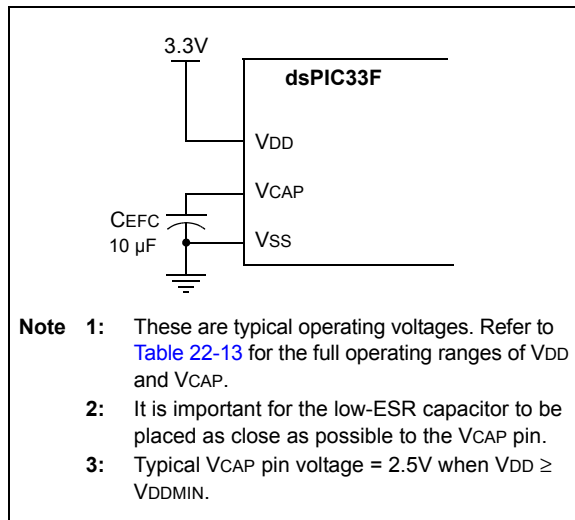 3.3V
dsPIC33F
VDD
VCAP
CEFC
10 µF
VSS
Note 1: These are typical operating voltages. Refer to
Table 22-13 for the full operating ranges of VDD
and VCAP.
2: It is important for the low-ESR capacitor to be
placed as close as possible to the VCAP pin.
3: Typical VCAP pin voltage = 2.5V when VDD ≥
VDDMIN.